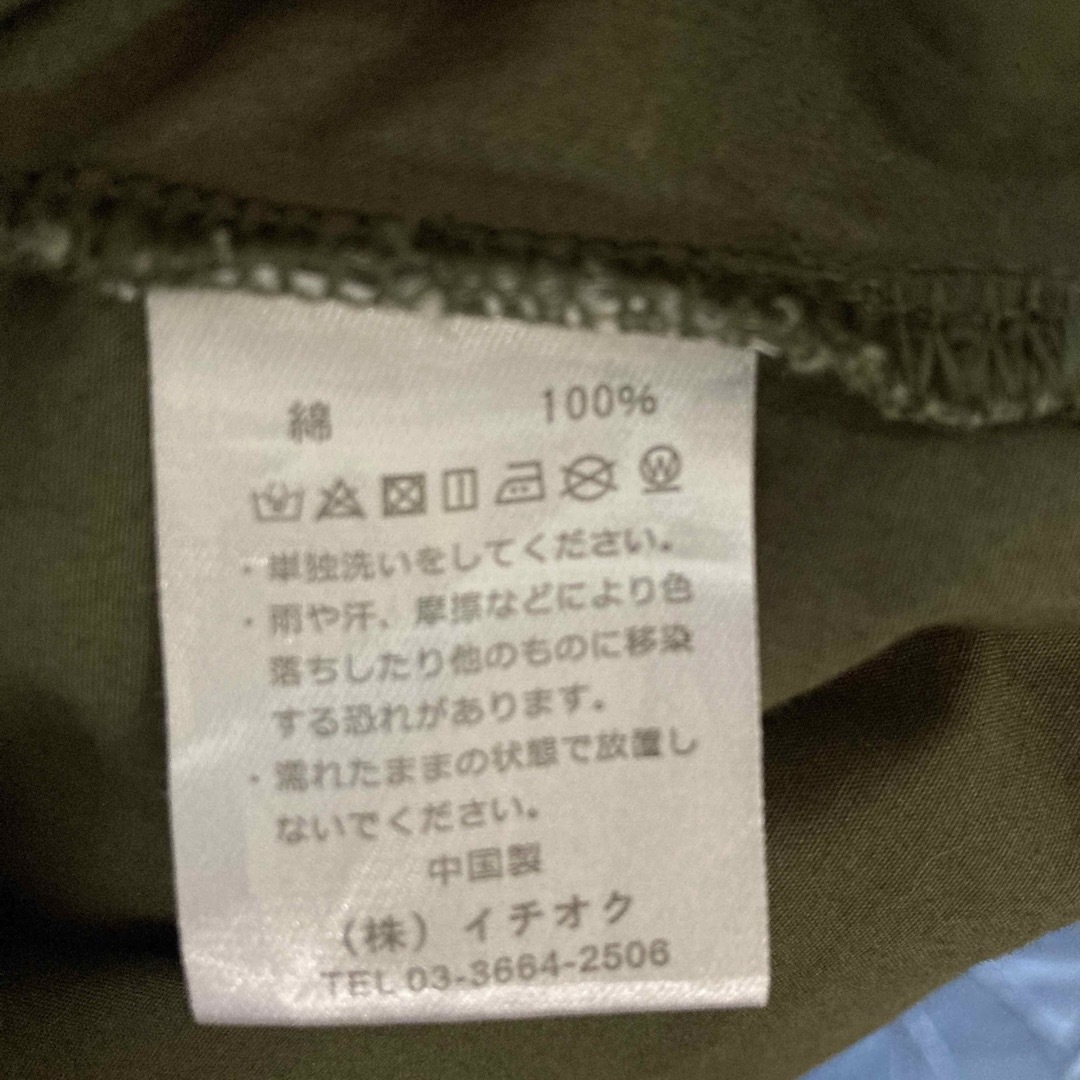 綿 100%
・単独洗いをしてください。
・雨や汗、摩擦などにより色
落ちしたり他のものに移染
する恐れがあります。
・濡れたままの状態で放置し
ないでください。
中国製
（株）イチオク
TEL 03-3664-2506